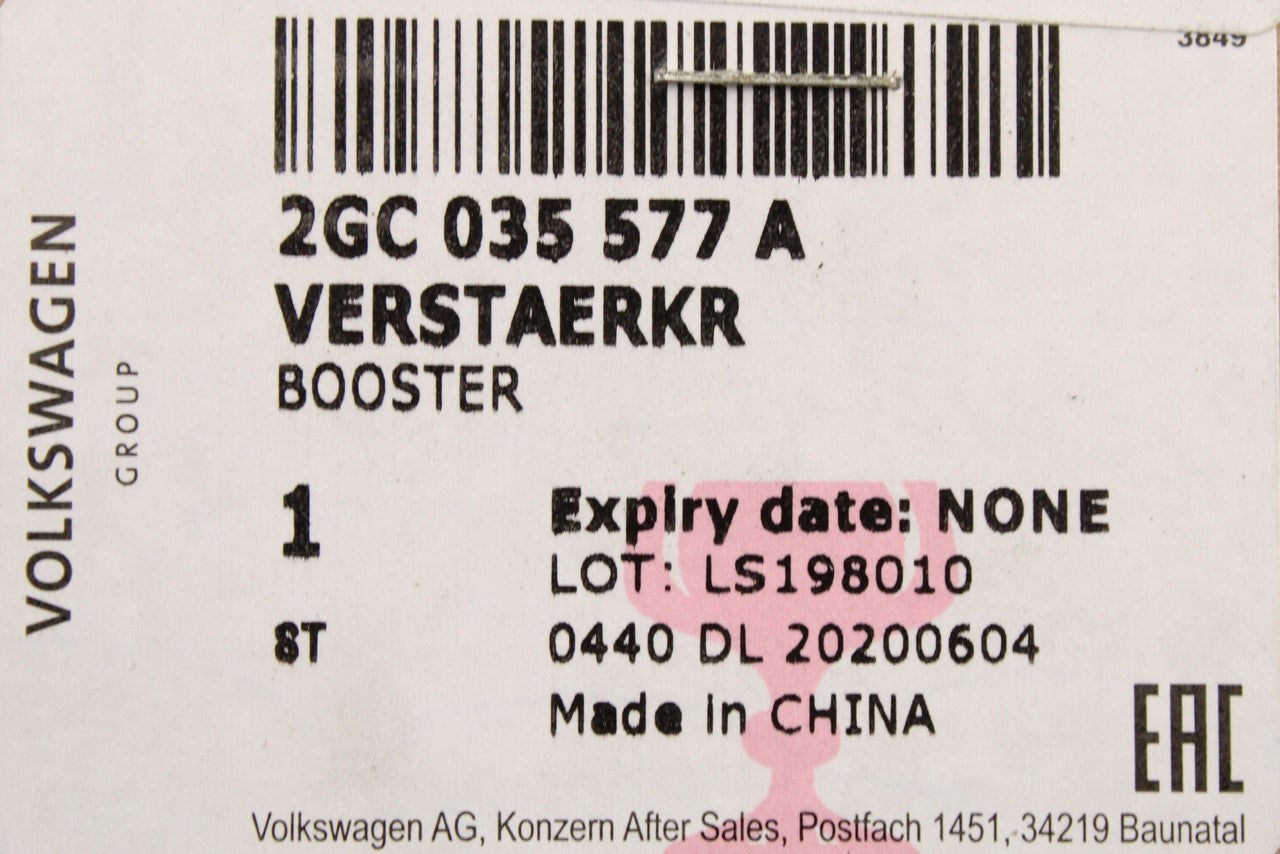 3849
2GC 035 577 A
VERSTAERKR
BOOSTER
1
Expiry date: NONE
LOT: LS198010
ST
0440 DL 20200604
Made in CHINA
EAC
Volkswagen AG, Konzern After Sales, Postfach 1451, 34219 Baunatal
VOLKSWAGEN
GROUP